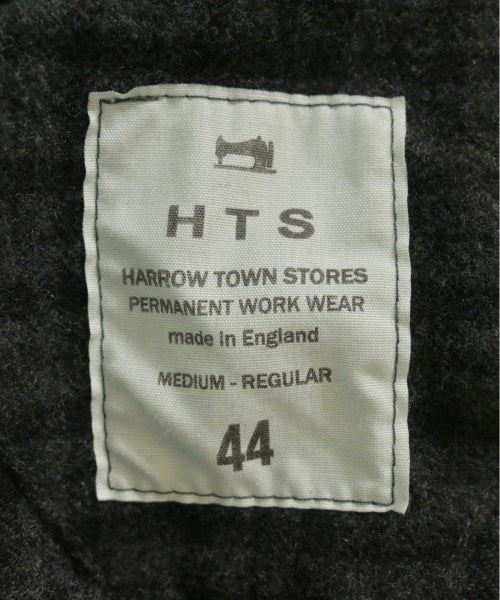 HTS
HARROW TOWN STORES
PERMANENT WORK WEAR
made in England
MEDIUM - REGULAR
44